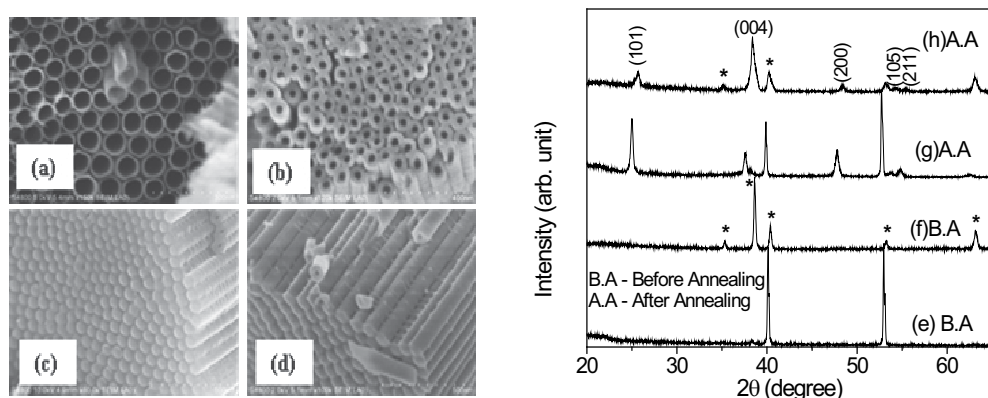 (a)
(b)
(c)
(d)
Intensity (arb. unit)
(101)
*
(004)
*
(200)
(105)
(211)
(h)A.A
(g)A.A
*
*
*
*
*
(f)B.A
B.A - Before Annealing
A.A - After Annealing
(e) B.A
20 30 40 50 60
2θ (degree)